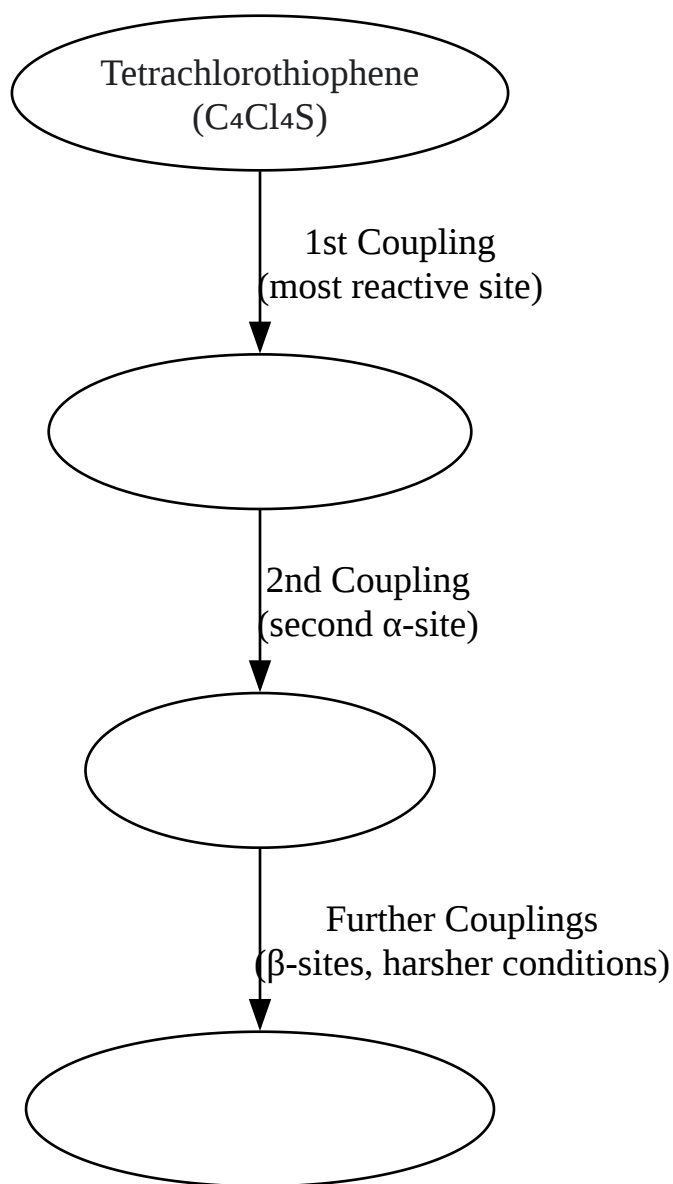 Tetrachlorothiophene
(C₄Cl₄S)
1st Coupling
(most reactive site)
2nd Coupling
(second α-site)
Further Couplings
(β-sites, harsher conditions)